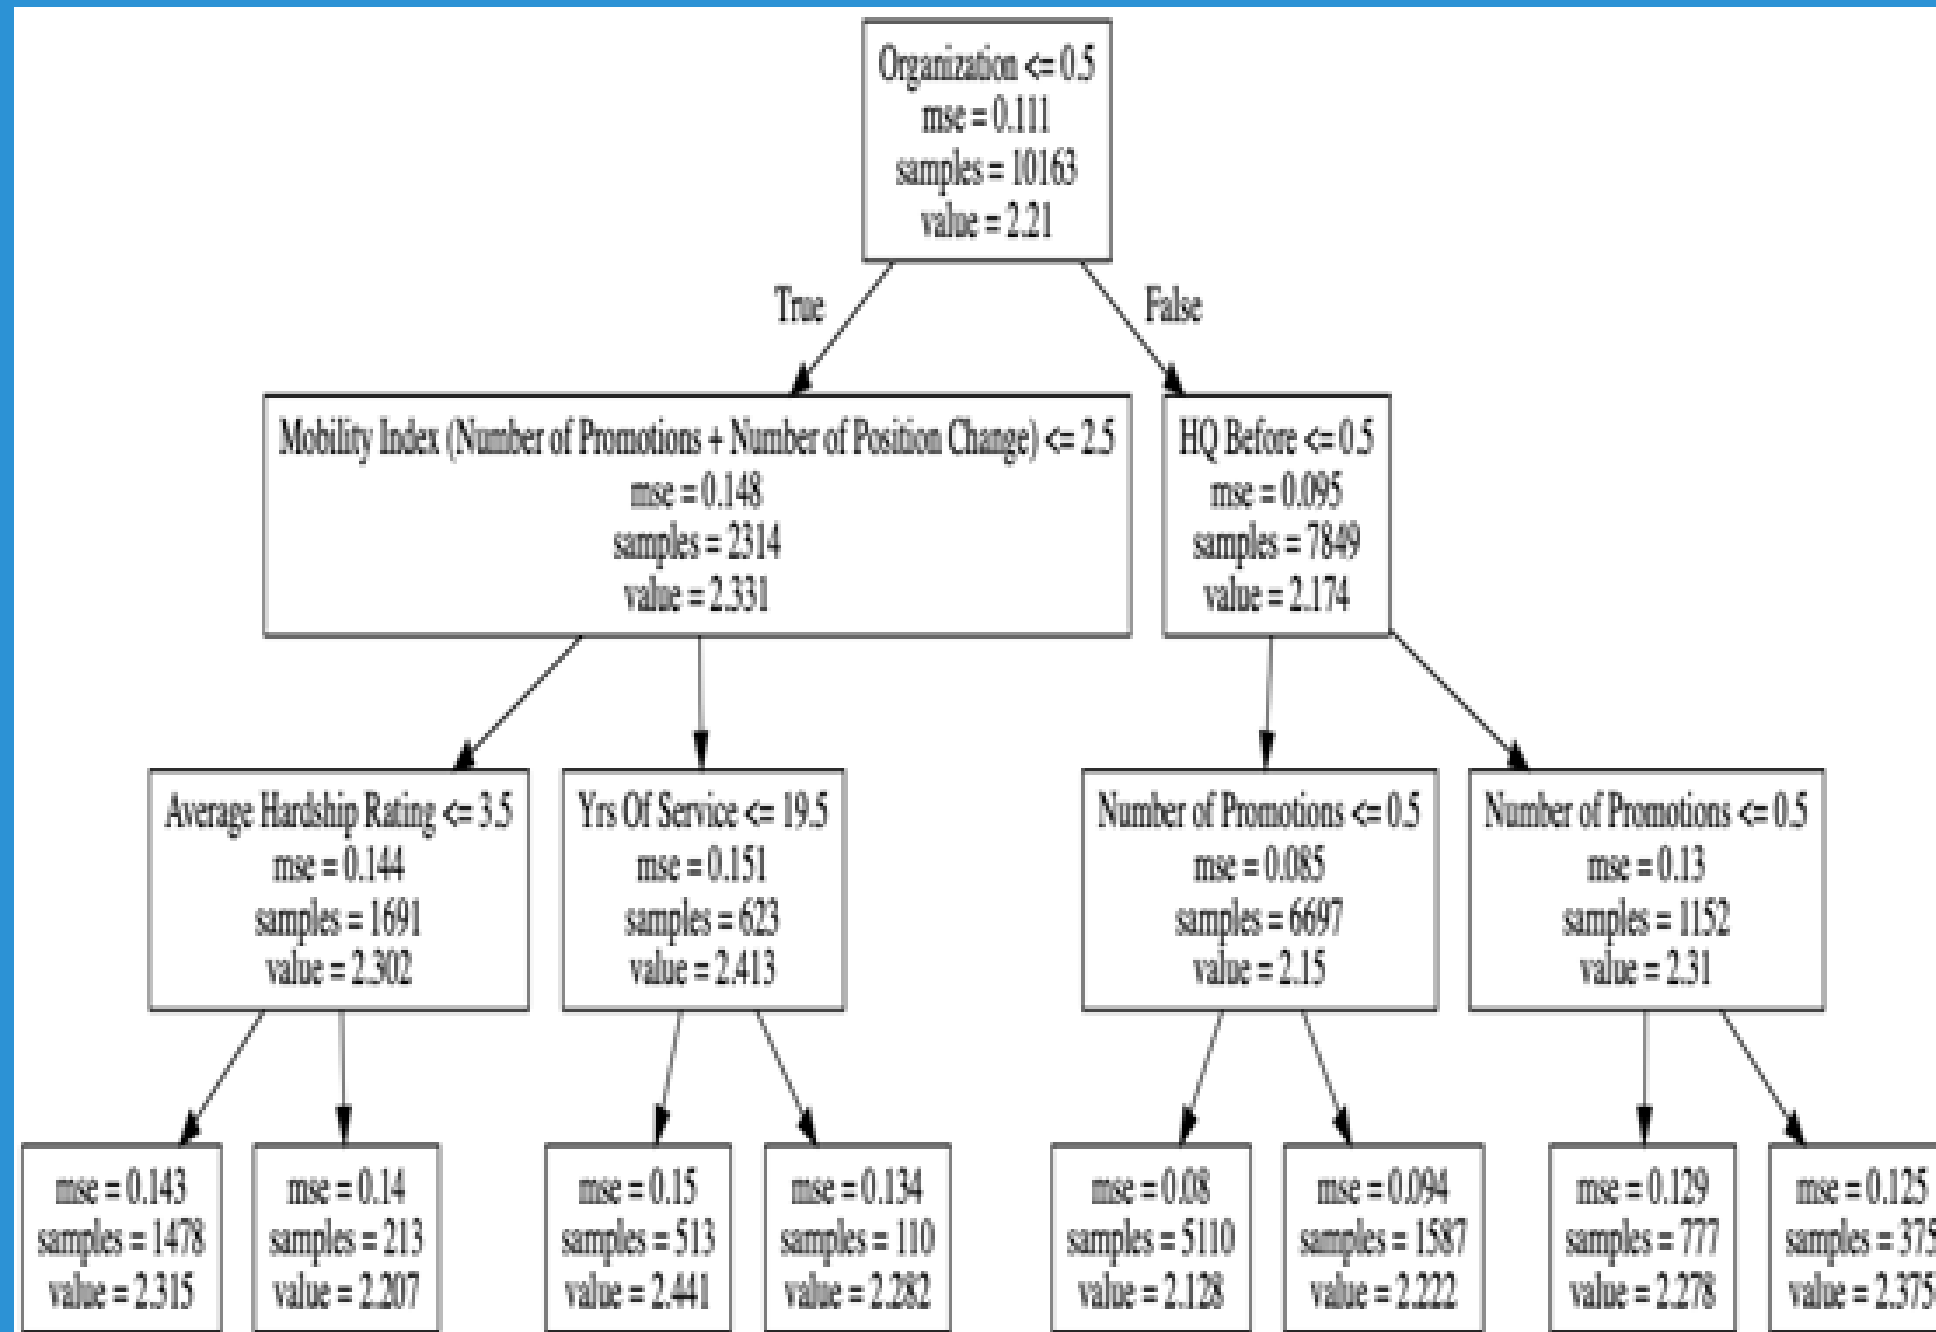 Organization <= 0.5
mse = 0.111
samples = 10163
value = 2.21
True
False
Mobility Index (Number of Promotions + Number of Position Change) <= 2.5
mse = 0.148
samples = 2314
value = 2.331
HQ Before <= 0.5
mse = 0.095
samples = 7849
value = 2.174
Average Hardship Rating <= 3.5
mse = 0.144
samples = 1691
value = 2.302
Yrs Of Service <= 19.5
mse = 0.151
samples = 623
value = 2.413
Number of Promotions <= 0.5
mse = 0.085
samples = 6697
value = 2.15
Number of Promotions <= 0.5
mse = 0.13
samples = 1152
value = 2.31
mse = 0.143
samples = 1478
value = 2.315
mse = 0.14
samples = 213
value = 2.207
mse = 0.15
samples = 513
value = 2.441
mse = 0.134
samples = 110
value = 2.282
mse = 0.08
samples = 5110
value = 2.128
mse = 0.094
samples = 1587
value = 2.222
mse = 0.129
samples = 777
value = 2.278
mse = 0.125
samples = 375
value = 2.375